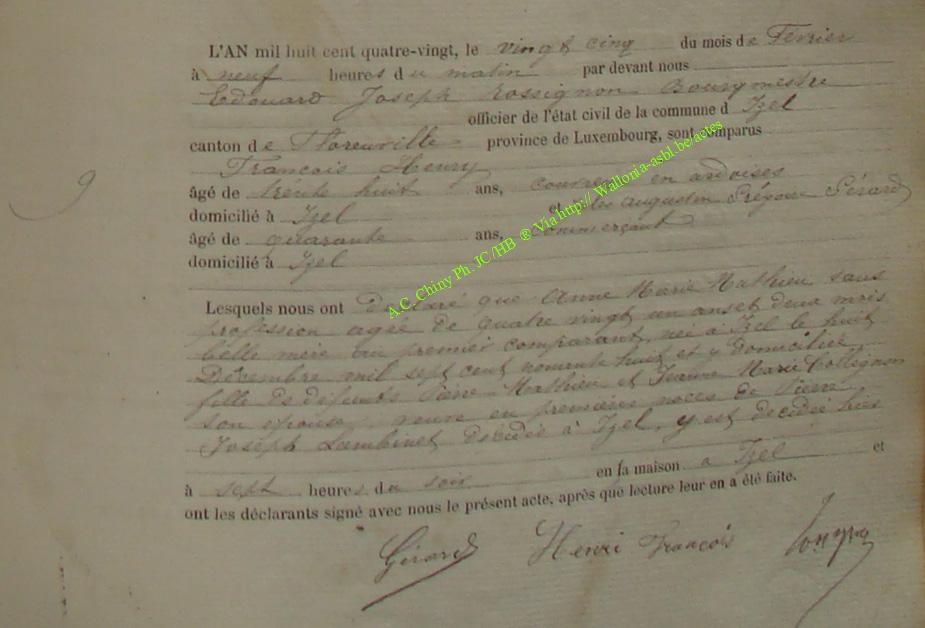 L'AN mil huit cent quatre-vingt, le vingt cinq du mois de Fevrier
à neuf heures du matin par devant nous
Edouard Joseph Rossignon Bourgmestre
officier de l'état civil de la commune d Izel
canton de Florenville province de Luxembourg, sont comparus
François Henry
âgé de trente huit ans, couvreur en ardoises
domicilié à Izel et Augustin Gérard
âgé de quarante ans, commerçant
domicilié à Izel
Lesquels nous ont déclaré que Anne Marie Mathieu sans
profession agée de quatre vingt un ans et deux mois
belle mère au premier comparant, née à Izel le huit
Décembre mil sept cent nonante huit et y domiciliée
fille de défunts Pierre Mathieu et Jeanne Marie Collignon
son épouse, veuve en premières noces de Pierre
Joseph Lambinet décédé à Izel, y est décédée hier
à sept heures du soir en la maison à Izel et
ont les déclarants signé avec nous le présent acte, après que lecture leur en a été faite.
Gérard Henri François
9
A.C. Chiny Ph. JC /HB ® Via http:// Wallonia-asbl.be/actes